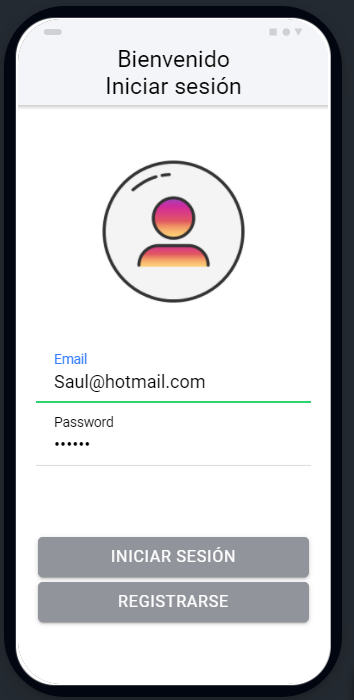 Bienvenido
Iniciar sesión
Email
Saul@hotmail.com
Password
••••••
INICIAR SESIÓN
REGISTRARSE